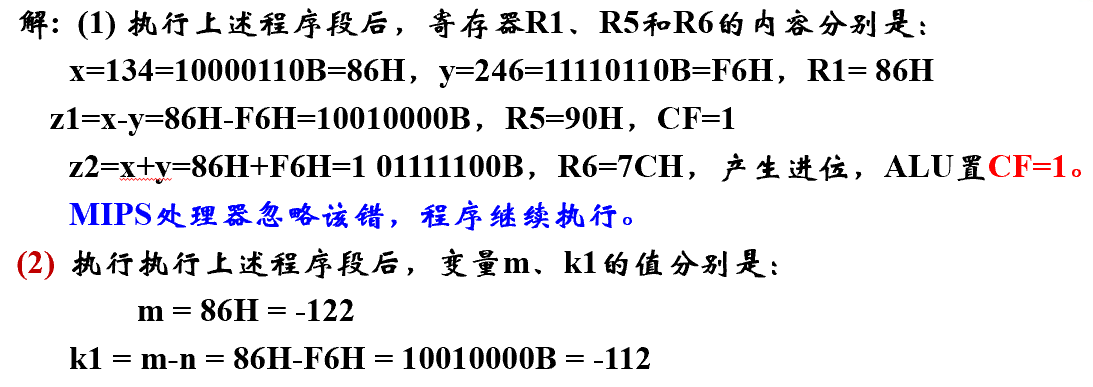 解：(1) 执行上述程序段后，寄存器R1、R5和R6的内容分别是：
x=134=10000110B=86H，y=246=11110110B=F6H，R1= 86H
z1=x-y=86H-F6H=10010000B，R5=90H，CF=1
z2=x+y=86H+F6H=1 01111100B，R6=7CH，产生进位，ALU置CF=1。
MIPS处理器忽略该错，程序继续执行。
(2) 执行执行上述程序段后，变量m、k1的值分别是：
m = 86H = -122
k1 = m-n = 86H-F6H = 10010000B = -112